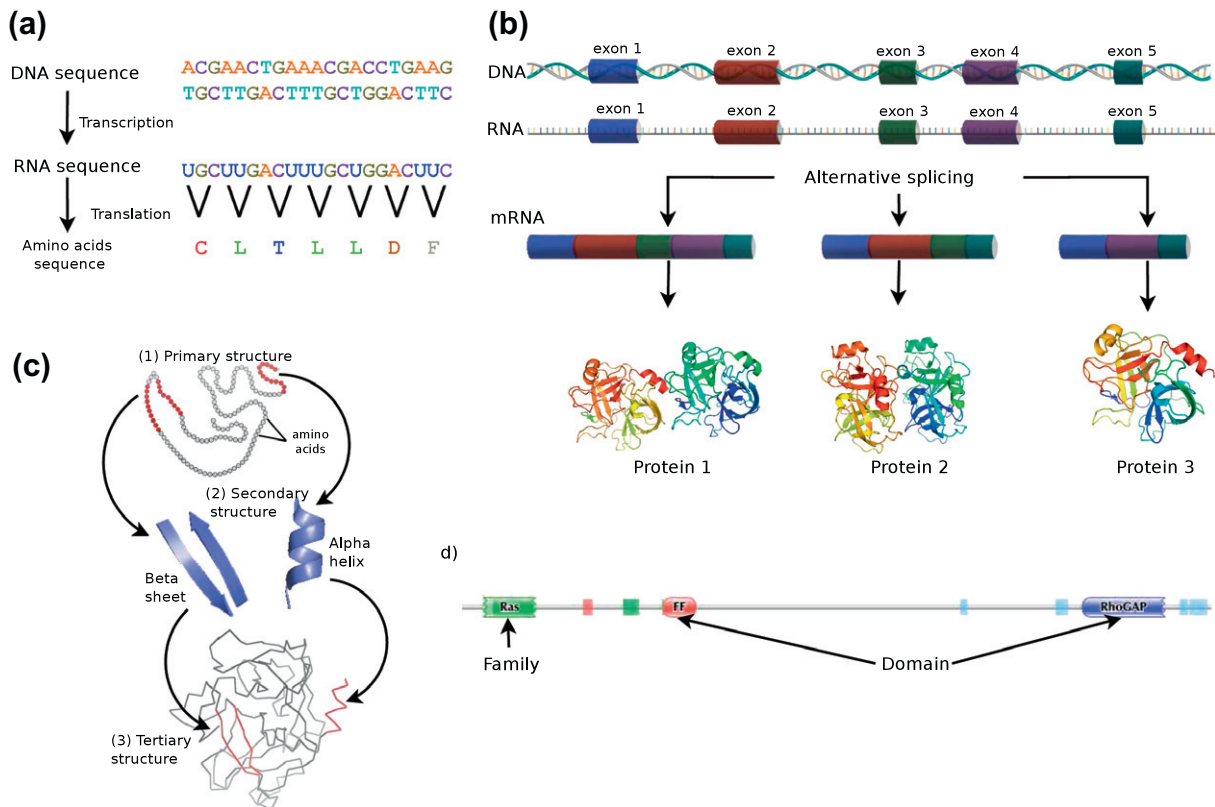 (a)
DNA sequence
ACGAACTGAAACGACCTGAAG
TGCTTGACTTTGCTGGACTTC
Transcription
RNA sequence
UGCUUGACUUUGCUGGACUUC
Translation
Amino acids
sequence
C L T L L D F
(b)
exon 1 exon 2 exon 3 exon 4 exon 5
DNA
exon 1 exon 2 exon 3 exon 4 exon 5
RNA
Alternative splicing
mRNA
Protein 1 Protein 2 Protein 3
(c)
(1) Primary structure
amino
acids
(2) Secondary
structure
Alpha
helix
Beta
sheet
(3) Tertiary
structure
d)
Ras FF RhoGAP
Family Domain